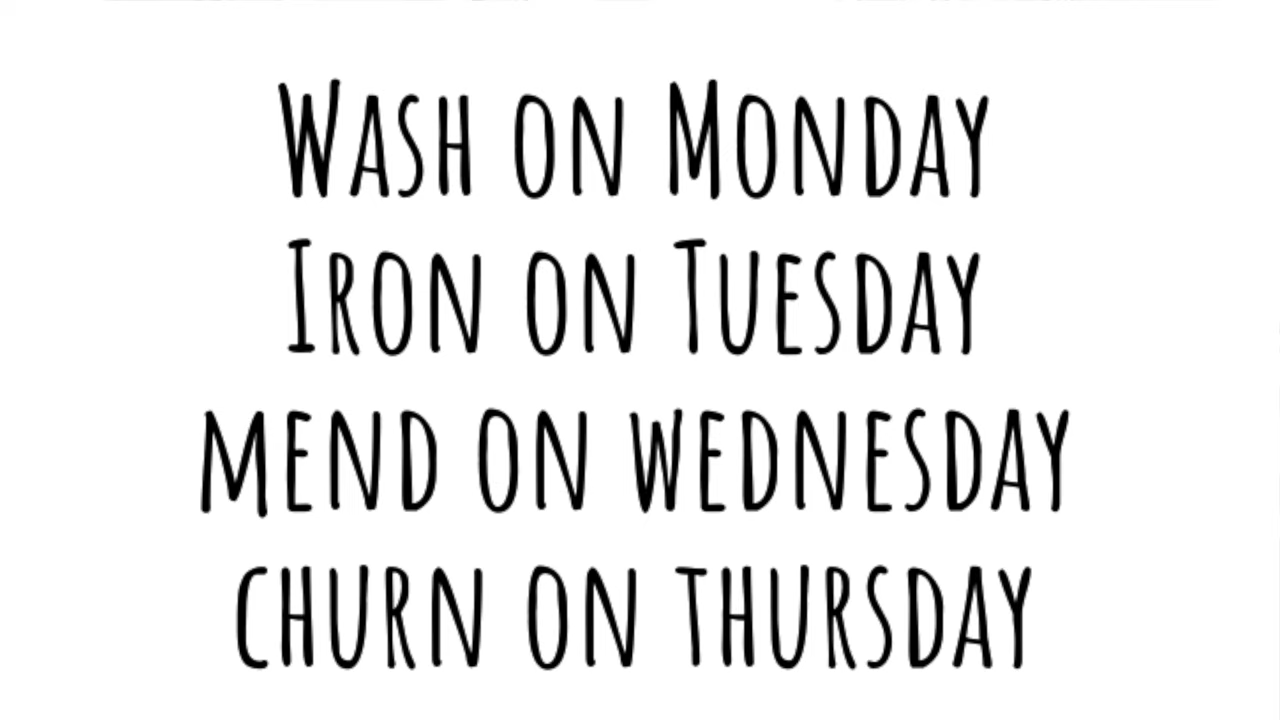 Wash on Monday
Iron on Tuesday
mend on wednesday
churn on thursday